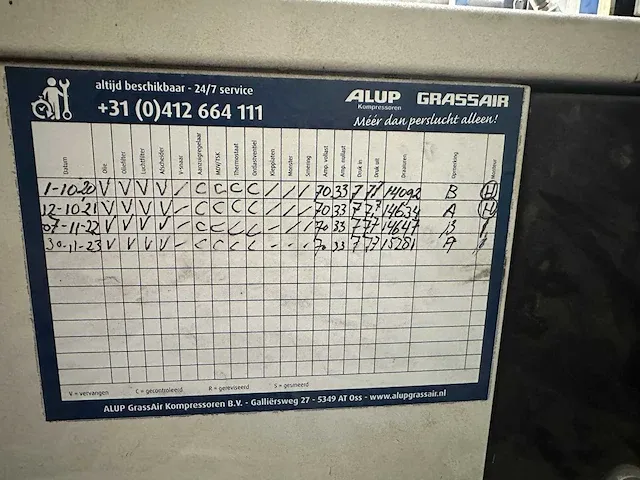 altijd beschikbaar - 24/7 service
+31 (0)412 664 111
ALUP Kompressoren GRASSAIR
Méér dan perslucht alleen!
Datum Olie Oliefilter Luchtfilter Afscheider V-snaar Aanzuigregelaar MOV/TSK Thermostaat Ontlastventiel Klepplaten Monster Smering Amp. vollast Amp. nullast Druk in Druk uit Draaiuren Opmerking Monteur
1-10-20 V V V V / C C C C / / / 70 33 7 7,7 14092 B H
12-10-21 V V V V / C C C C / / / 70 33 7 7,7 14634 A H
07-11-22 V V V V - C C C C / / / 70 33 7 7,7 14647 B
30-11-23 V V V V - C C C C - - - 70 33 7 7,7 15281 A
V = vervangen C = gecontroleerd R = gereviseerd S = gesmeerd
ALUP GrassAir Kompressoren B.V. - Galliërsweg 27 - 5349 AT Oss - www.alupgrassair.nl